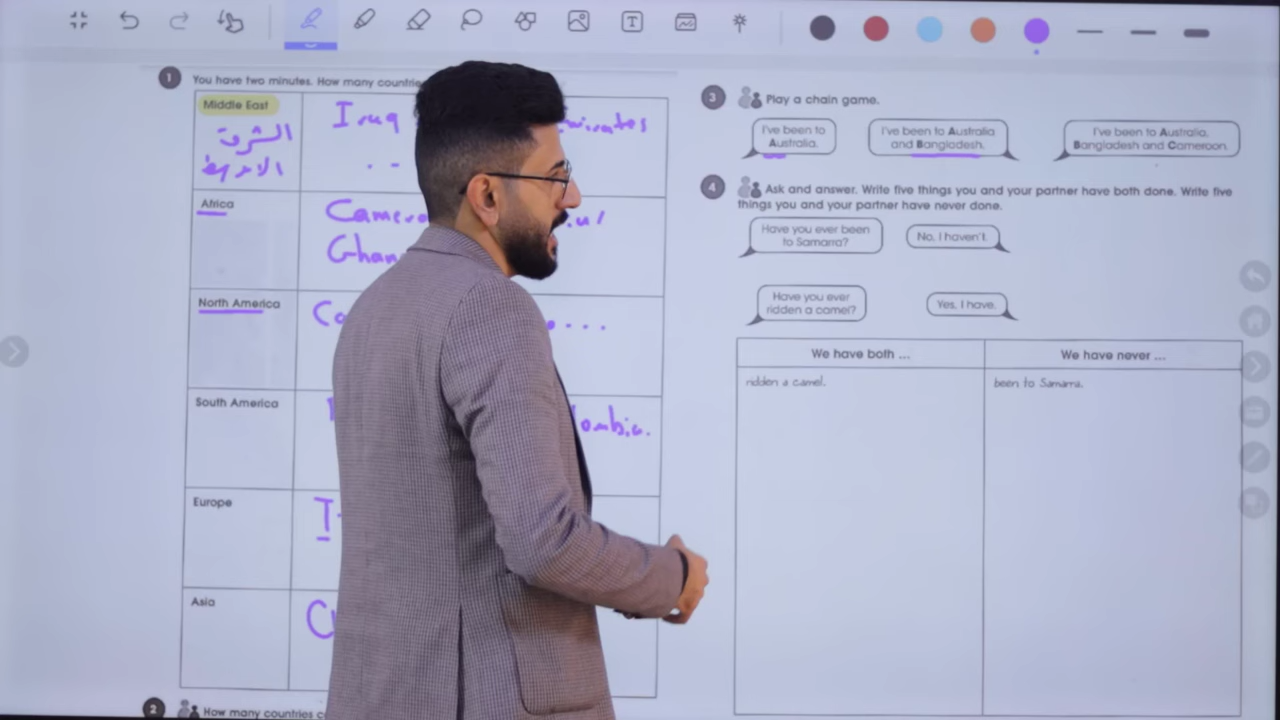 1 You have two minutes. How many countrie
Middle East
الشرق
الاوسط
Iraq
mirates
Africa
Camero
Ghan
North America
South America
ombia.
Europe
Asia
2 How many countries c
3 Play a chain game.
I've been to
Australia.
I've been to Australia
and Bangladesh.
I've been to Australia,
Bangladesh and Cameroon.
4 Ask and answer. Write five things you and your partner have both done. Write five
things you and your partner have never done.
Have you ever been
to Samarra?
No, I haven't.
Have you ever
ridden a camel?
Yes, I have.
We have both ...
We have never ...
ridden a camel.
been to Samarra.
T